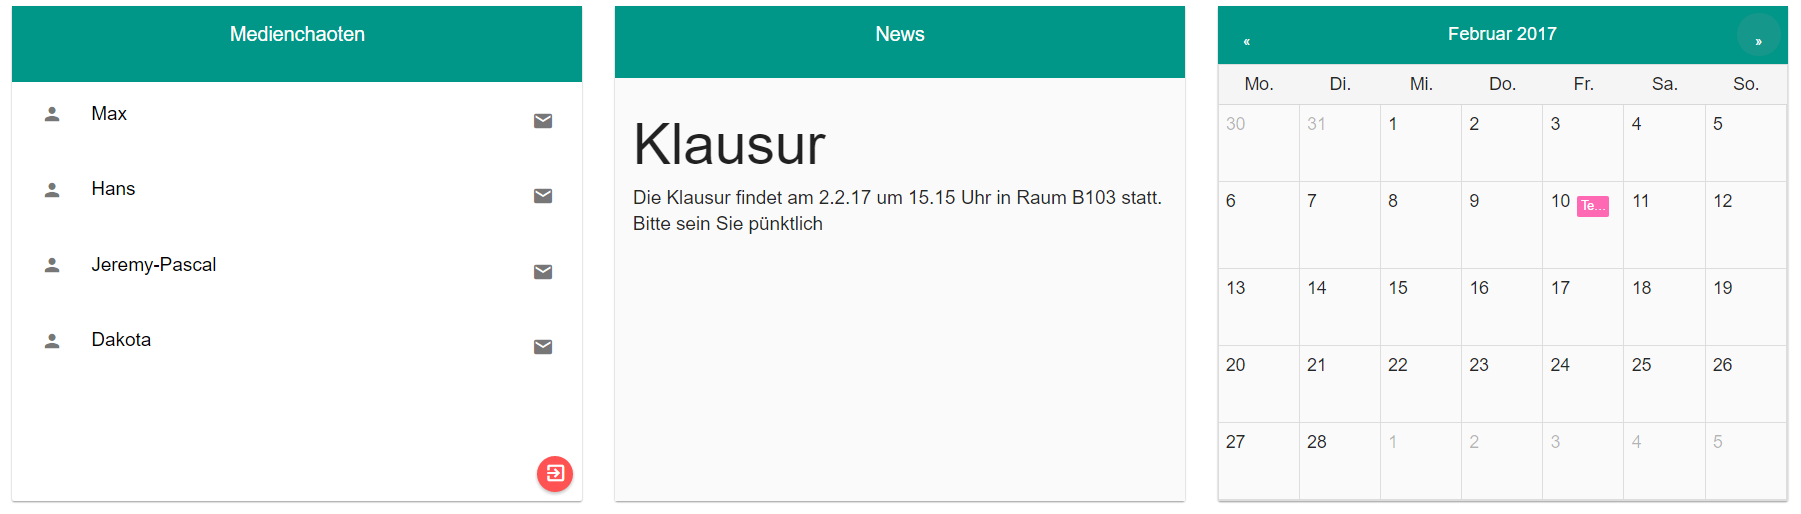 Medienchaoten
Max
Hans
Jeremy-Pascal
Dakota
News
Klausur
Die Klausur findet am 2.2.17 um 15.15 Uhr in Raum B103 statt.
Bitte sein Sie pünktlich
« Februar 2017 »
Mo. Di. Mi. Do. Fr. Sa. So.
30 31 1 2 3 4 5
6 7 8 9 10 Te... 11 12
13 14 15 16 17 18 19
20 21 22 23 24 25 26
27 28 1 2 3 4 5